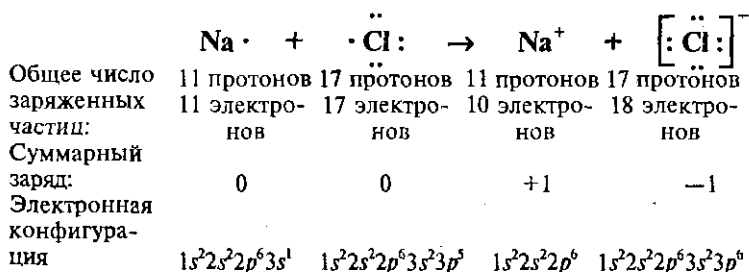 Na · + · C̤̈l : → Na⁺ + [: C̤̈l :]⁻
Общее число 11 протонов 17 протонов 11 протонов 17 протонов
заряженных 11 электро- 17 электро- 10 электро- 18 электро-
частиц: нов нов нов нов
Суммарный
заряд: 0 0 +1 —1
Электронная
конфигура-
ция 1s²2s²2p⁶3s¹ 1s²2s²2p⁶3s²3p⁵ 1s²2s²2p⁶ 1s²2s²2p⁶3s²3p⁶